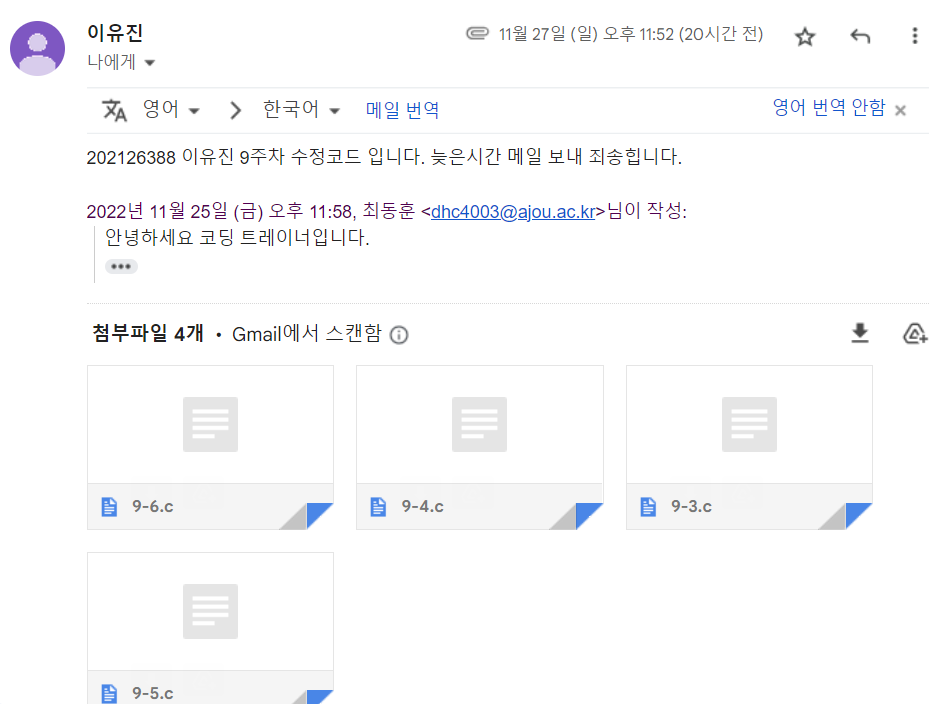 이유진 11월 27일 (일) 오후 11:52 (20시간 전)
나에게
영어 한국어 메일 번역 영어 번역 안함
202126388 이유진 9주차 수정코드 입니다. 늦은시간 메일 보내 죄송힙니다.
2022년 11월 25일 (금) 오후 11:58, 최동훈 <dhc4003@ajou.ac.kr>님이 작성:
안녕하세요 코딩 트레이너입니다.
첨부파일 4개 • Gmail에서 스캔함
9-6.c 9-4.c 9-3.c
9-5.c